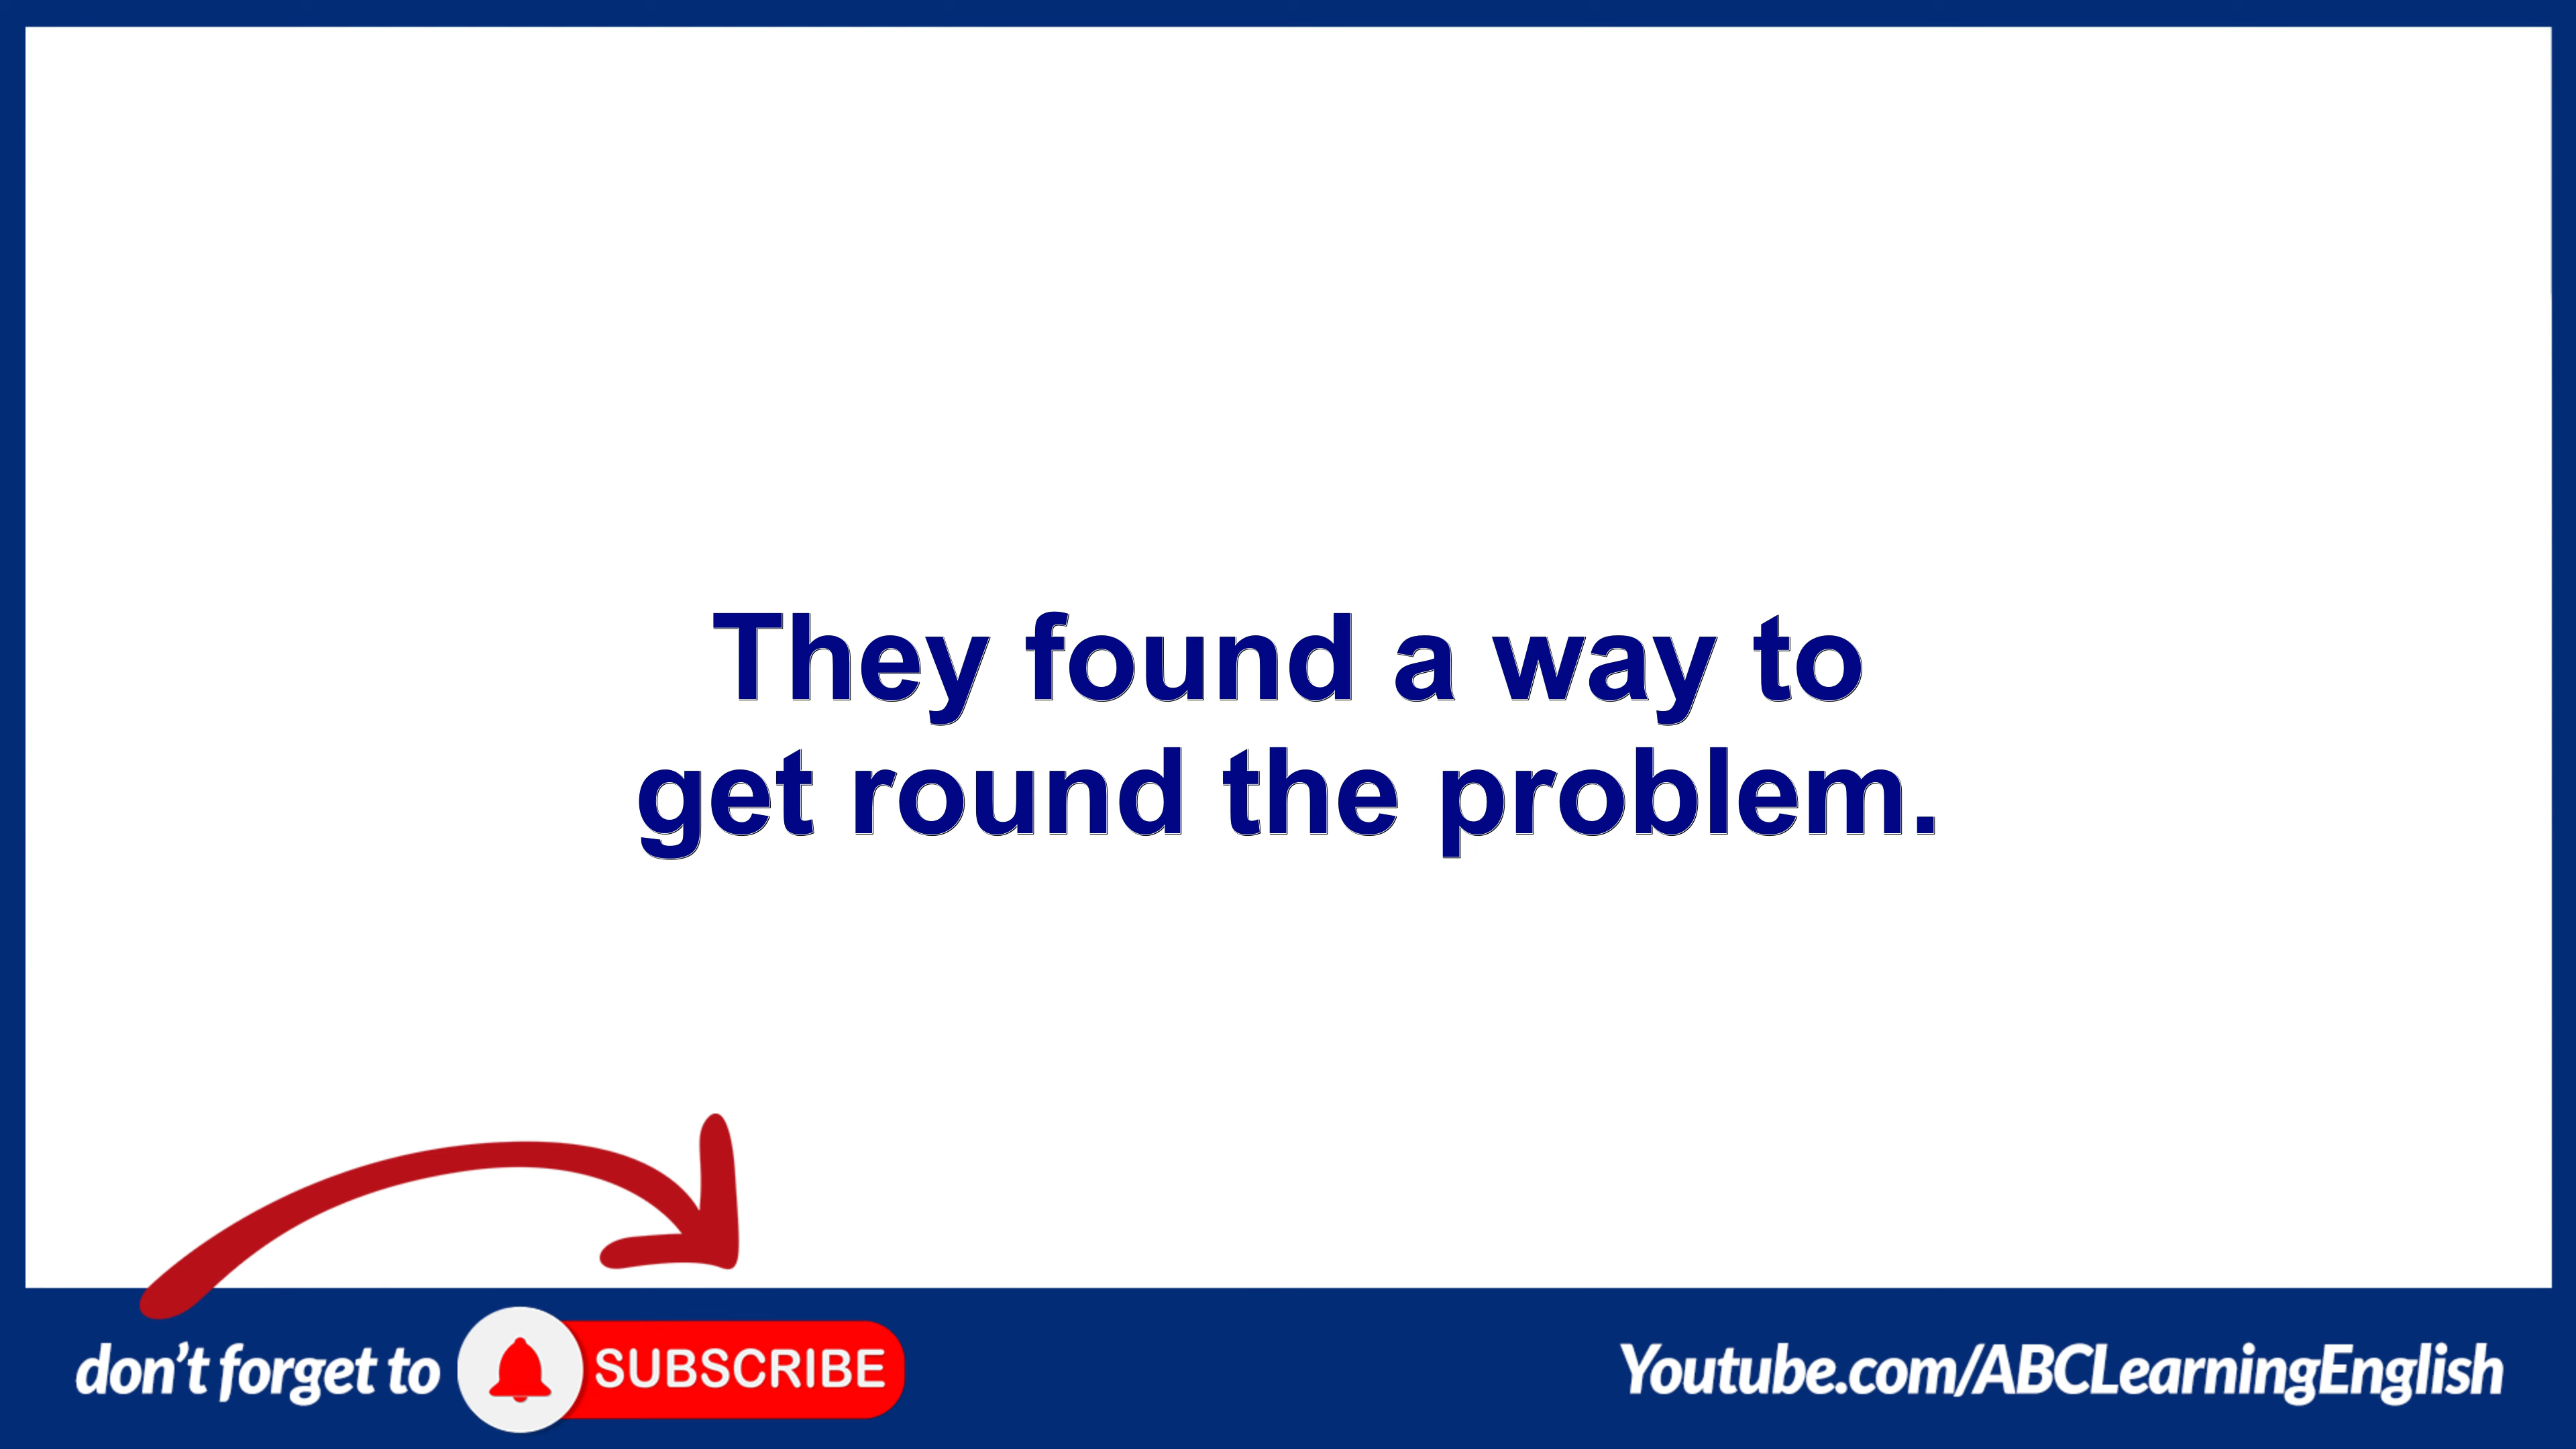 They found a way to
get round the problem.
don't forget to SUBSCRIBE
Youtube.com/ABCLearningEnglish